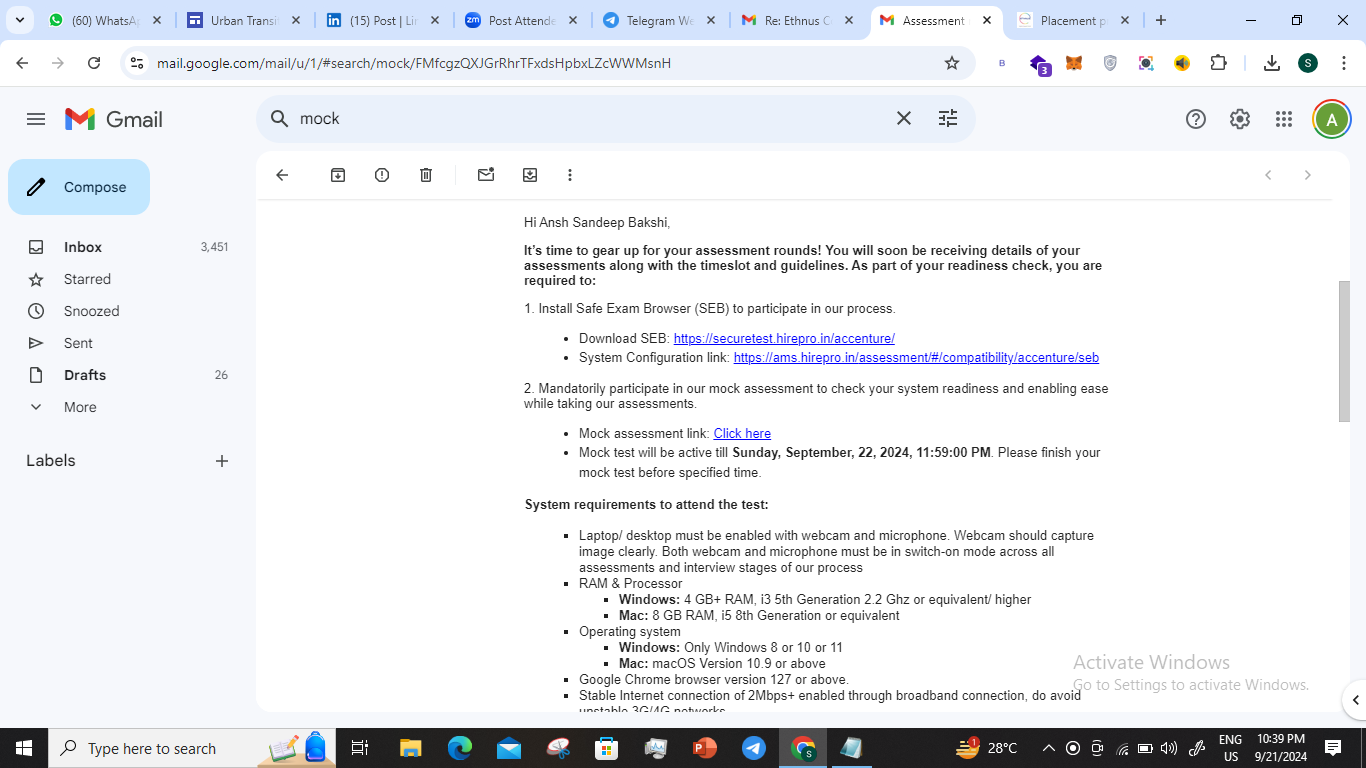 (60) WhatsA
Urban Transi
(15) Post | Li
Post Attende
Telegram We
Re: Ethnus C
Assessment
Placement p
mail.google.com/mail/u/1/#search/mock/FMfcgzQXJGrRhrTFxdsHpbxLZcWWMsnH
B
3
S
Gmail
mock
A
Compose
Inbox 3,451
Starred
Snoozed
Sent
Drafts 26
More
Labels
Hi Ansh Sandeep Bakshi,
It's time to gear up for your assessment rounds! You will soon be receiving details of your
assessments along with the timeslot and guidelines. As part of your readiness check, you are
required to:
1. Install Safe Exam Browser (SEB) to participate in our process.
• Download SEB: https://securetest.hirepro.in/accenture/
• System Configuration link: https://ams.hirepro.in/assessment/#/compatibility/accenture/seb
2. Mandatorily participate in our mock assessment to check your system readiness and enabling ease
while taking our assessments.
• Mock assessment link: Click here
• Mock test will be active till Sunday, September, 22, 2024, 11:59:00 PM. Please finish your
mock test before specified time.
System requirements to attend the test:
▪ Laptop/ desktop must be enabled with webcam and microphone. Webcam should capture
image clearly. Both webcam and microphone must be in switch-on mode across all
assessments and interview stages of our process
▪ RAM & Processor
▪ Windows: 4 GB+ RAM, i3 5th Generation 2.2 Ghz or equivalent/ higher
▪ Mac: 8 GB RAM, i5 8th Generation or equivalent
▪ Operating system
▪ Windows: Only Windows 8 or 10 or 11
▪ Mac: macOS Version 10.9 or above
▪ Google Chrome browser version 127 or above.
▪ Stable Internet connection of 2Mbps+ enabled through broadband connection, do avoid
unstable 3G/4G networks
Activate Windows
Go to Settings to activate Windows.
Type here to search
28°C
ENG
US
10:39 PM
9/21/2024